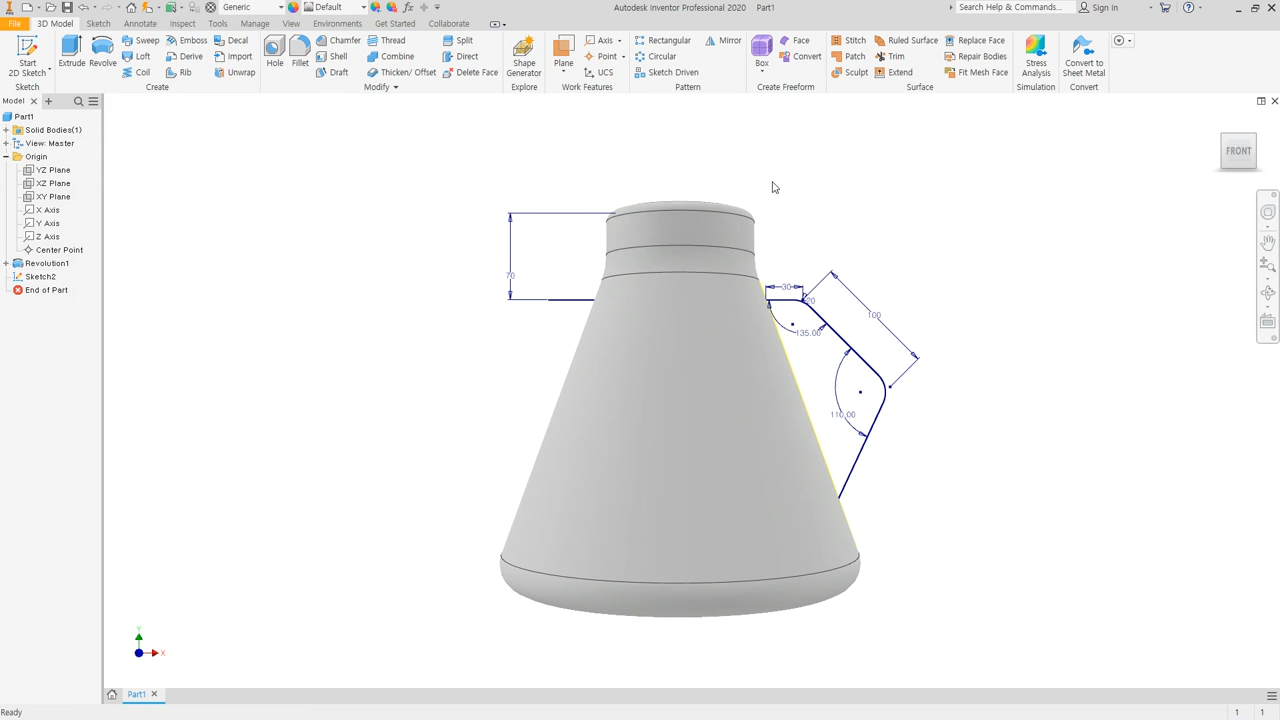 Generic Default Autodesk Inventor Professional 2020 Part1 Search Help & Commands... Sign In
File 3D Model Sketch Annotate Inspect Tools Manage View Environments Get Started Collaborate
Start 2D Sketch
Sketch
Extrude Revolve Sweep Emboss Decal
Loft Derive Import
Coil Rib Unwrap
Create
Hole Fillet Chamfer Thread Split
Shell Combine Direct
Draft Thicken/ Offset Delete Face
Modify
Shape Generator
Explore
Plane Axis
Point
UCS
Work Features
Rectangular Mirror
Circular
Sketch Driven
Pattern
Box Face
Convert
Create Freeform
Stitch Ruled Surface Replace Face
Patch Trim Repair Bodies
Sculpt Extend Fit Mesh Face
Surface
Stress Analysis
Simulation
Convert to Sheet Metal
Convert
Model
Part1
Solid Bodies(1)
View: Master
Origin
YZ Plane
XZ Plane
XY Plane
X Axis
Y Axis
Z Axis
Center Point
Revolution1
Sketch2
End of Part
FRONT
70
30
20
100
135.00
110.00
Y
X
Part1
Ready 1 1